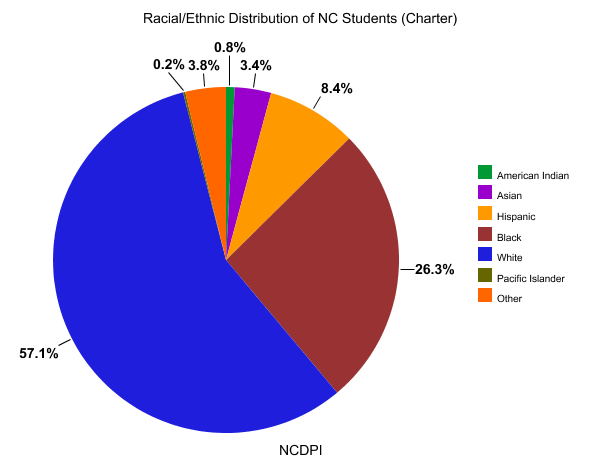 Racial/Ethnic Distribution of NC Students (Charter)
0.8%
0.2% 3.8% 3.4%
8.4%
26.3%
57.1%
American Indian
Asian
Hispanic
Black
White
Pacific Islander
Other
NCDPI